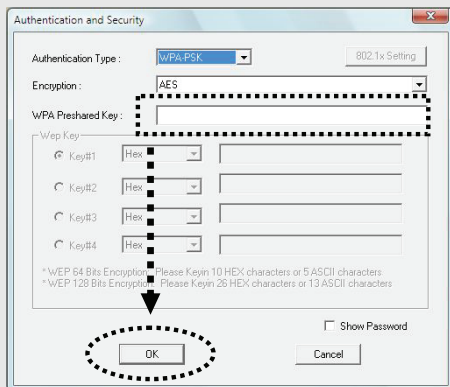 Authentication and Security
Authentication Type : WPA-PSK 802.1x Setting
Encryption : AES
WPA Preshared Key :
Wep Key
Key#1 Hex
Key#2 Hex
Key#3 Hex
Key#4 Hex
* WEP 64 Bits Encryption: Please Keyin 10 HEX characters or 5 ASCII characters
* WEP 128 Bits Encryption: Please Keyin 26 HEX characters or 13 ASCII characters
Show Password
OK Cancel